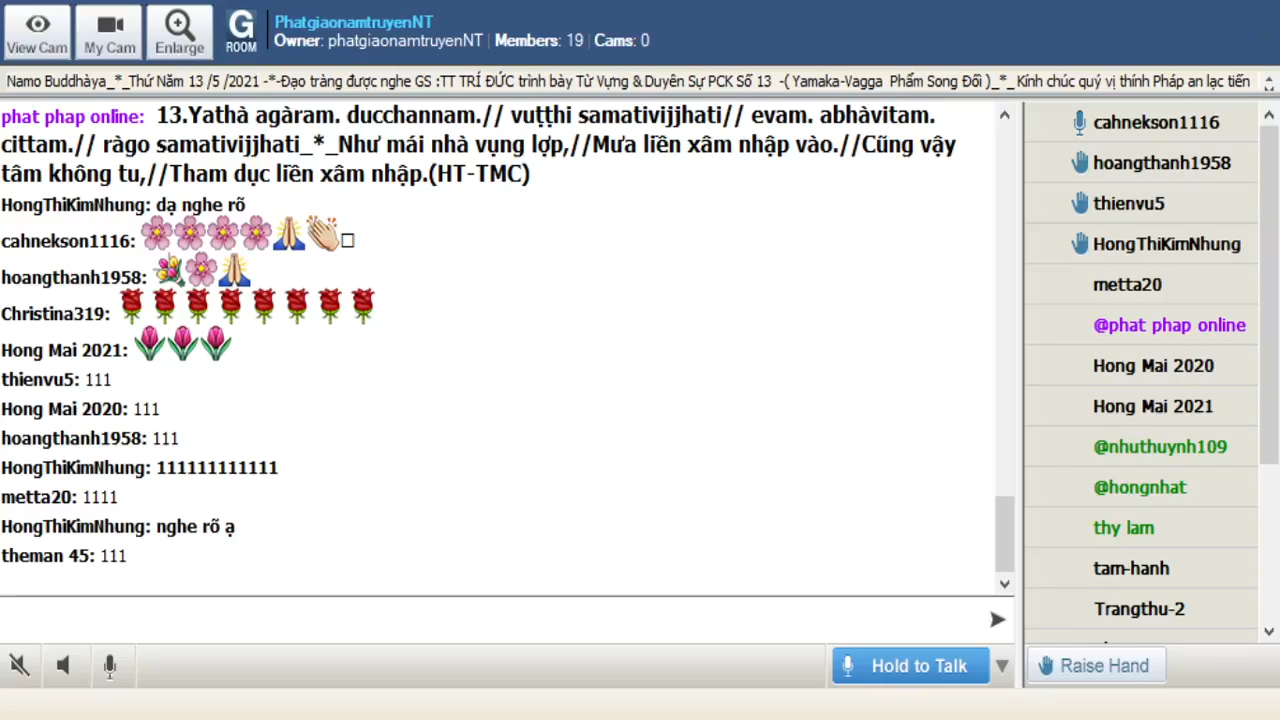 View Cam
My Cam
Enlarge
G
ROOM
PhatgiaonamtruyenNT
Owner: phatgiaonamtruyenNT | Members: 19 | Cams: 0
Namo Buddhàya_*_Thứ Năm 13 /5 /2021 -*-Đạo tràng được nghe GS :TT TRÍ ĐỨC trình bày Từ Vựng & Duyên Sự PCK Số 13 -( Yamaka-Vagga Phẩm Song Đối )_*_ Kính chúc quý vị thính Pháp an lạc tiến
phat phap online: 13.Yathà agàram. ducchannam.// vuṭṭhi samativijjhati// evam. abhàvitam.
cittam.// ràgo samativijjhati_*_Như mái nhà vụng lợp,//Mưa liền xâm nhập vào.//Cũng vậy
tâm không tu,//Tham dục liền xâm nhập.(HT-TMC)
HongThiKimNhung: dạ nghe rõ
cahnekson1116:
hoangthanh1958:
Christina319:
Hong Mai 2021:
thienvu5: 111
Hong Mai 2020: 111
hoangthanh1958: 111
HongThiKimNhung: 111111111111
metta20: 1111
HongThiKimNhung: nghe rõ ạ
theman 45: 111
cahnekson1116
hoangthanh1958
thienvu5
HongThiKimNhung
metta20
@phat phap online
Hong Mai 2020
Hong Mai 2021
@nhuthuynh109
@hongnhat
thy lam
tam-hanh
Trangthu-2
Hold to Talk
Raise Hand